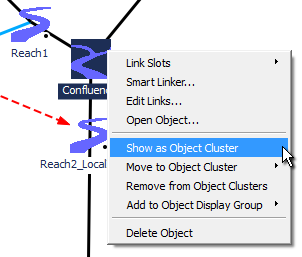 Reach1
Confluenc
Reach2_Local
Link Slots
Smart Linker...
Edit Links...
Open Object...
Show as Object Cluster
Move to Object Cluster
Remove from Object Clusters
Add to Object Display Group
Delete Object